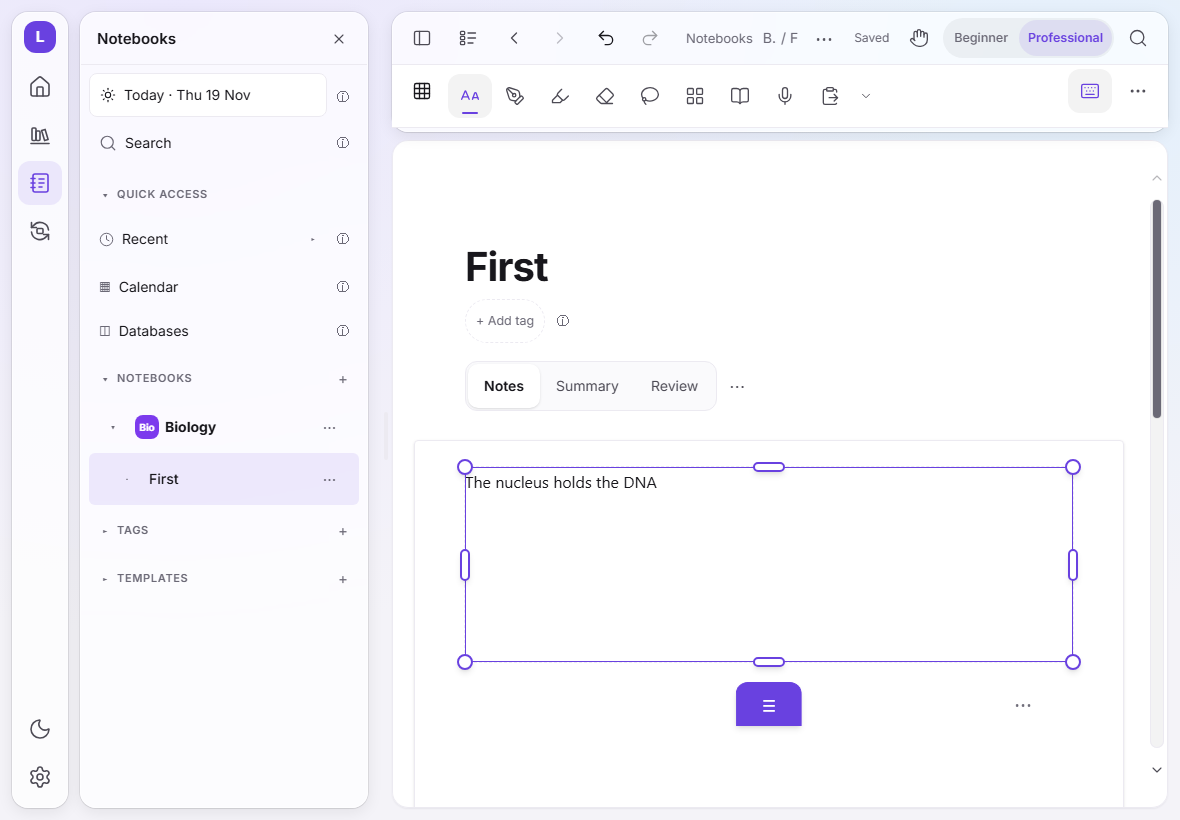 L
Notebooks
Today · Thu 19 Nov
Search
QUICK ACCESS
Recent
Calendar
Databases
NOTEBOOKS
Bio Biology
First
TAGS
TEMPLATES
Notebooks B. / F
Saved
Beginner
Professional
AA
First
+ Add tag
Notes
Summary
Review
The nucleus holds the DNA